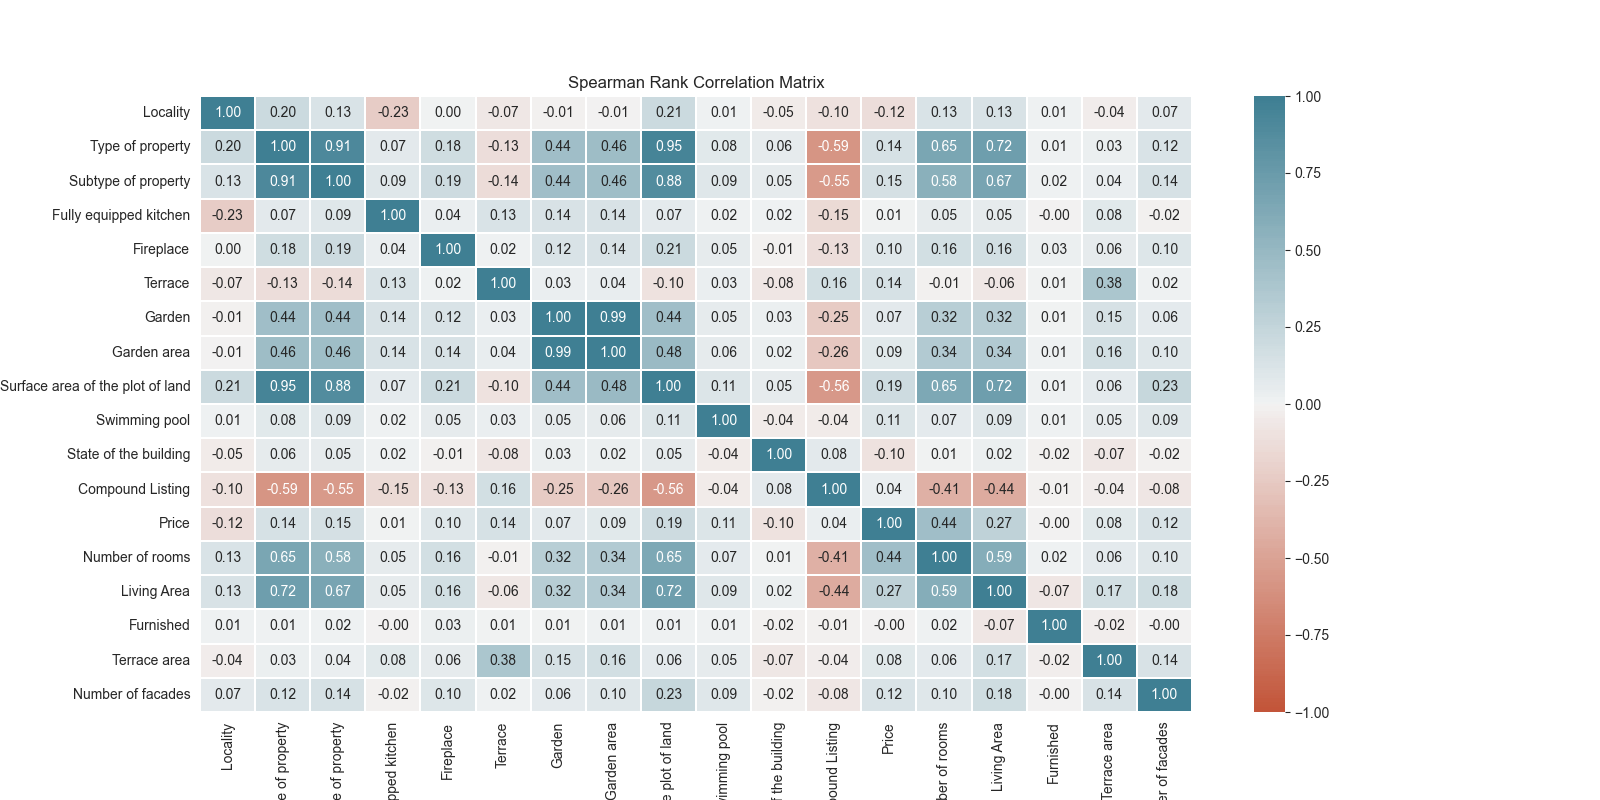 Spearman Rank Correlation Matrix
Locality 1.00 0.20 0.13 -0.23 0.00 -0.07 -0.01 -0.01 0.21 0.01 -0.05 -0.10 -0.12 0.13 0.13 0.01 -0.04 0.07
Type of property 0.20 1.00 0.91 0.07 0.18 -0.13 0.44 0.46 0.95 0.08 0.06 -0.59 0.14 0.65 0.72 0.01 0.03 0.12
Subtype of property 0.13 0.91 1.00 0.09 0.19 -0.14 0.44 0.46 0.88 0.09 0.05 -0.55 0.15 0.58 0.67 0.02 0.04 0.14
Fully equipped kitchen -0.23 0.07 0.09 1.00 0.04 0.13 0.14 0.14 0.07 0.02 0.02 -0.15 0.01 0.05 0.05 -0.00 0.08 -0.02
Fireplace 0.00 0.18 0.19 0.04 1.00 0.02 0.12 0.14 0.21 0.05 -0.01 -0.13 0.10 0.16 0.16 0.03 0.06 0.10
Terrace -0.07 -0.13 -0.14 0.13 0.02 1.00 0.03 0.04 -0.10 0.03 -0.08 0.16 0.14 -0.01 -0.06 0.01 0.38 0.02
Garden -0.01 0.44 0.44 0.14 0.12 0.03 1.00 0.99 0.44 0.05 0.03 -0.25 0.07 0.32 0.32 0.01 0.15 0.06
Garden area -0.01 0.46 0.46 0.14 0.14 0.04 0.99 1.00 0.48 0.06 0.02 -0.26 0.09 0.34 0.34 0.01 0.16 0.10
Surface area of the plot of land 0.21 0.95 0.88 0.07 0.21 -0.10 0.44 0.48 1.00 0.11 0.05 -0.56 0.19 0.65 0.72 0.01 0.06 0.23
Swimming pool 0.01 0.08 0.09 0.02 0.05 0.03 0.05 0.06 0.11 1.00 -0.04 -0.04 0.11 0.07 0.09 0.01 0.05 0.09
State of the building -0.05 0.06 0.05 0.02 -0.01 -0.08 0.03 0.02 0.05 -0.04 1.00 0.08 -0.10 0.01 0.02 -0.02 -0.07 -0.02
Compound Listing -0.10 -0.59 -0.55 -0.15 -0.13 0.16 -0.25 -0.26 -0.56 -0.04 0.08 1.00 0.04 -0.41 -0.44 -0.01 -0.04 -0.08
Price -0.12 0.14 0.15 0.01 0.10 0.14 0.07 0.09 0.19 0.11 -0.10 0.04 1.00 0.44 0.27 -0.00 0.08 0.12
Number of rooms 0.13 0.65 0.58 0.05 0.16 -0.01 0.32 0.34 0.65 0.07 0.01 -0.41 0.44 1.00 0.59 0.02 0.06 0.10
Living Area 0.13 0.72 0.67 0.05 0.16 -0.06 0.32 0.34 0.72 0.09 0.02 -0.44 0.27 0.59 1.00 -0.07 0.17 0.18
Furnished 0.01 0.01 0.02 -0.00 0.03 0.01 0.01 0.01 0.01 0.01 -0.02 -0.01 -0.00 0.02 -0.07 1.00 -0.02 -0.00
Terrace area -0.04 0.03 0.04 0.08 0.06 0.38 0.15 0.16 0.06 0.05 -0.07 -0.04 0.08 0.06 0.17 -0.02 1.00 0.14
Number of facades 0.07 0.12 0.14 -0.02 0.10 0.02 0.06 0.10 0.23 0.09 -0.02 -0.08 0.12 0.10 0.18 -0.00 0.14 1.00
Locality
e of property
e of property
pped kitchen
Fireplace
Terrace
Garden
Garden area
e plot of land
wimming pool
f the building
pound Listing
Price
ber of rooms
Living Area
Furnished
Terrace area
er of facades
1.00
0.75
0.50
0.25
0.00
−0.25
−0.50
−0.75
−1.00